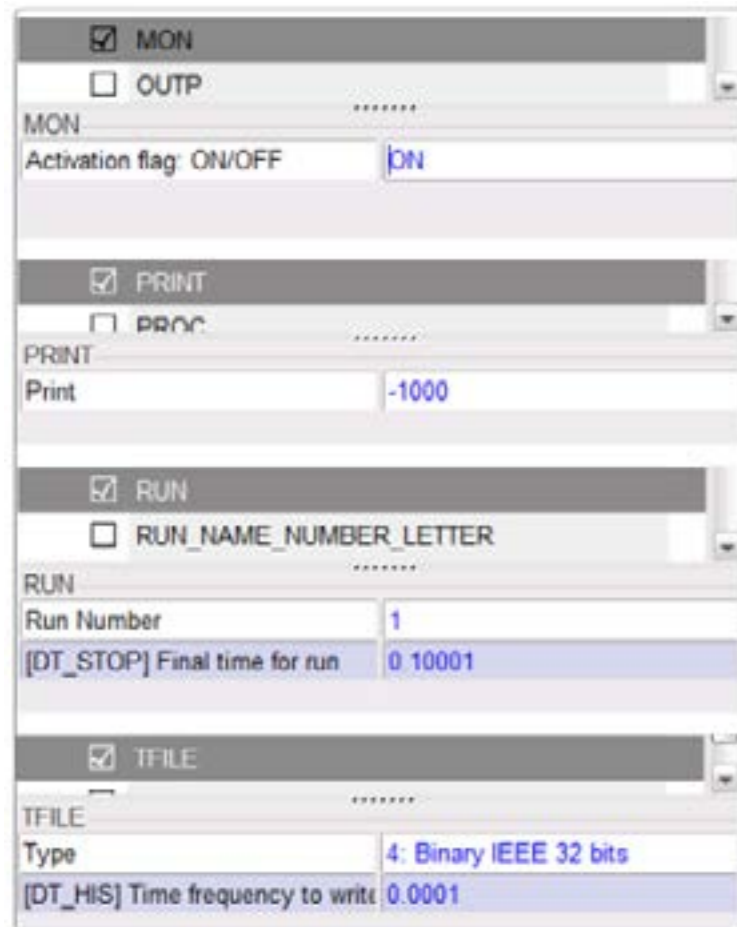 MON
OUTP
MON
Activation flag: ON/OFF ON
PRINT
PROC
PRINT
Print -1000
RUN
RUN_NAME_NUMBER_LETTER
RUN
Run Number 1
[DT_STOP] Final time for run 0.10001
TFILE
TFILE
Type 4: Binary IEEE 32 bits
[DT_HIS] Time frequency to write 0.0001